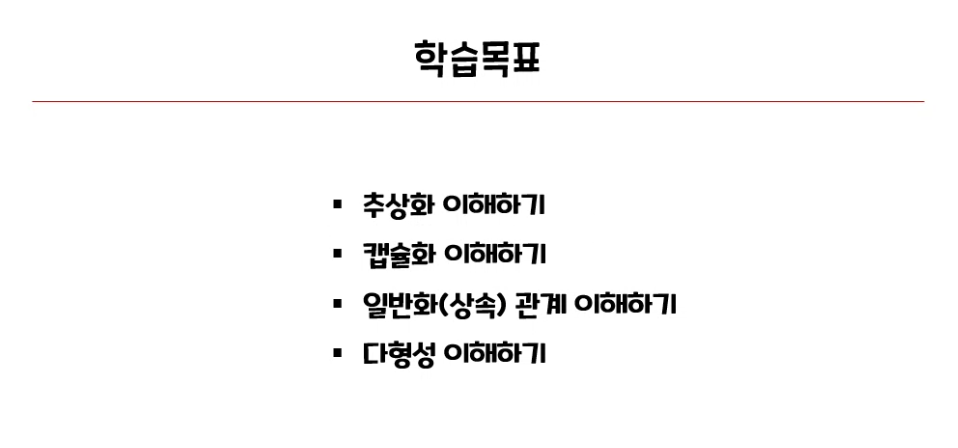 학습목표
▪ 추상화 이해하기
▪ 캡슐화 이해하기
▪ 일반화(상속) 관계 이해하기
▪ 다형성 이해하기